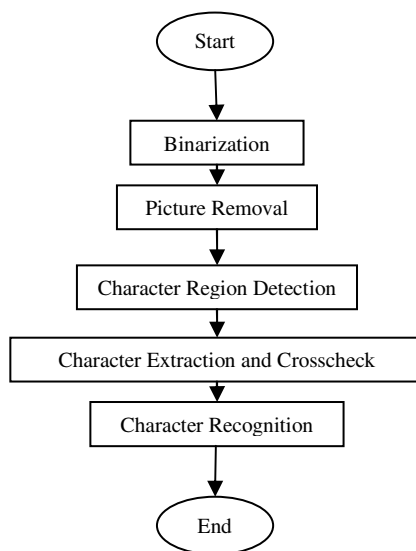 Start
Binarization
Picture Removal
Character Region Detection
Character Extraction and Crosscheck
Character Recognition
End